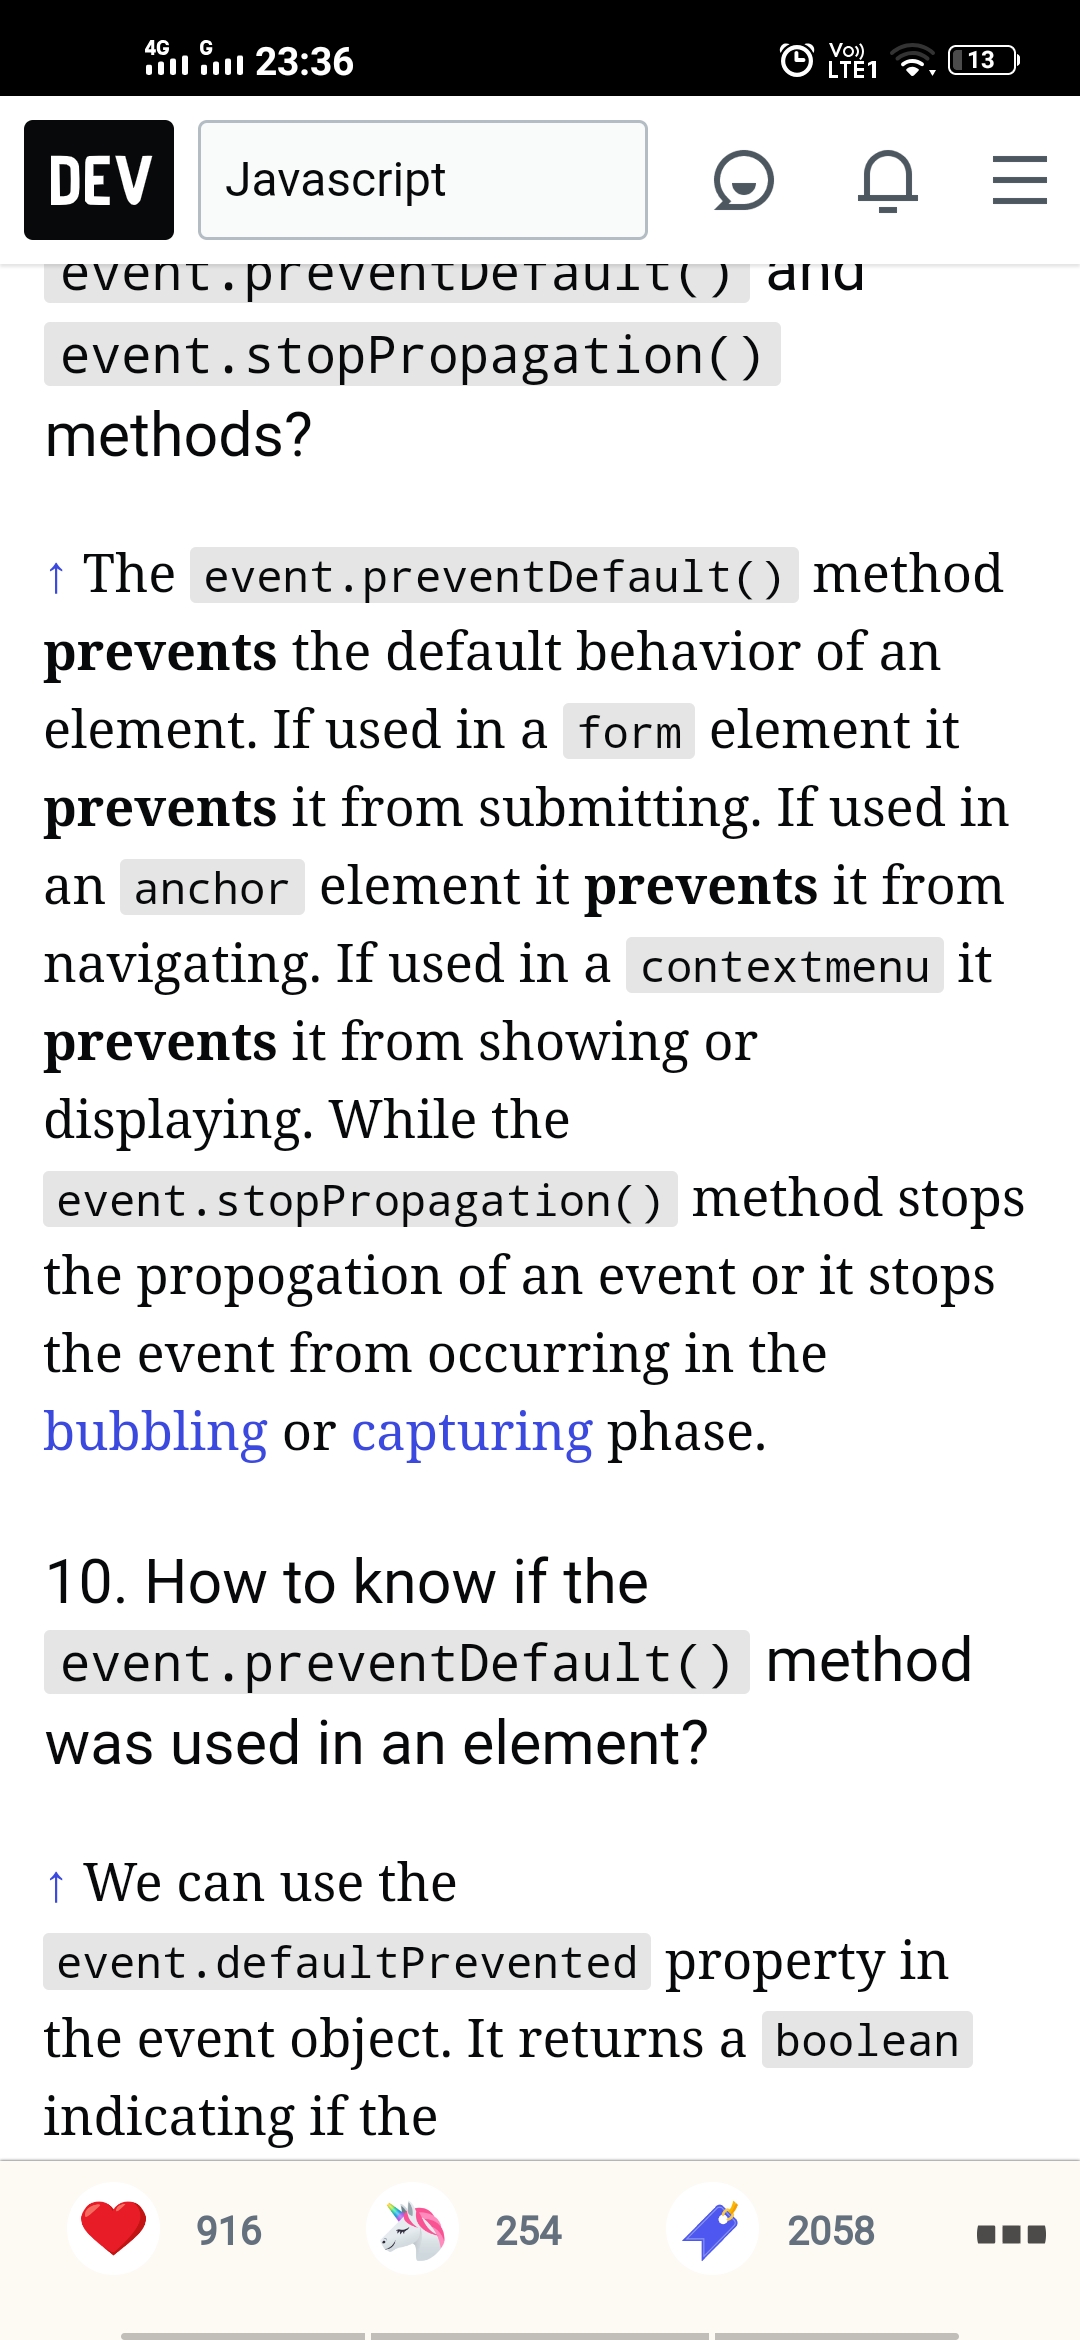 4G G 23:36 Vo)) LTE1 13
DEV Javascript
event.preventDefault() and
event.stopPropagation()
methods?
↑ The event.preventDefault() method
prevents the default behavior of an
element. If used in a form element it
prevents it from submitting. If used in
an anchor element it prevents it from
navigating. If used in a contextmenu it
prevents it from showing or
displaying. While the
event.stopPropagation() method stops
the propogation of an event or it stops
the event from occurring in the
bubbling or capturing phase.
10. How to know if the
event.preventDefault() method
was used in an element?
↑ We can use the
event.defaultPrevented property in
the event object. It returns a boolean
indicating if the
916 254 2058